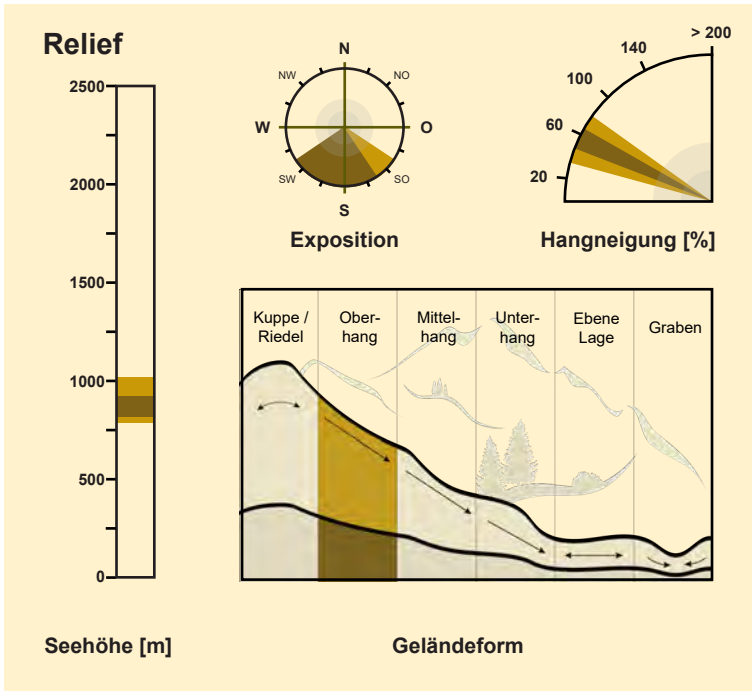 Relief
2500
2000
1500
1000
500
0
Seehöhe [m]
N
NW
NO
W
O
SW
SO
S
Exposition
> 200
140
100
60
20
Hangneigung [%]
Kuppe / Riedel
Ober- hang
Mittel- hang
Unter- hang
Ebene Lage
Graben
Geländeform